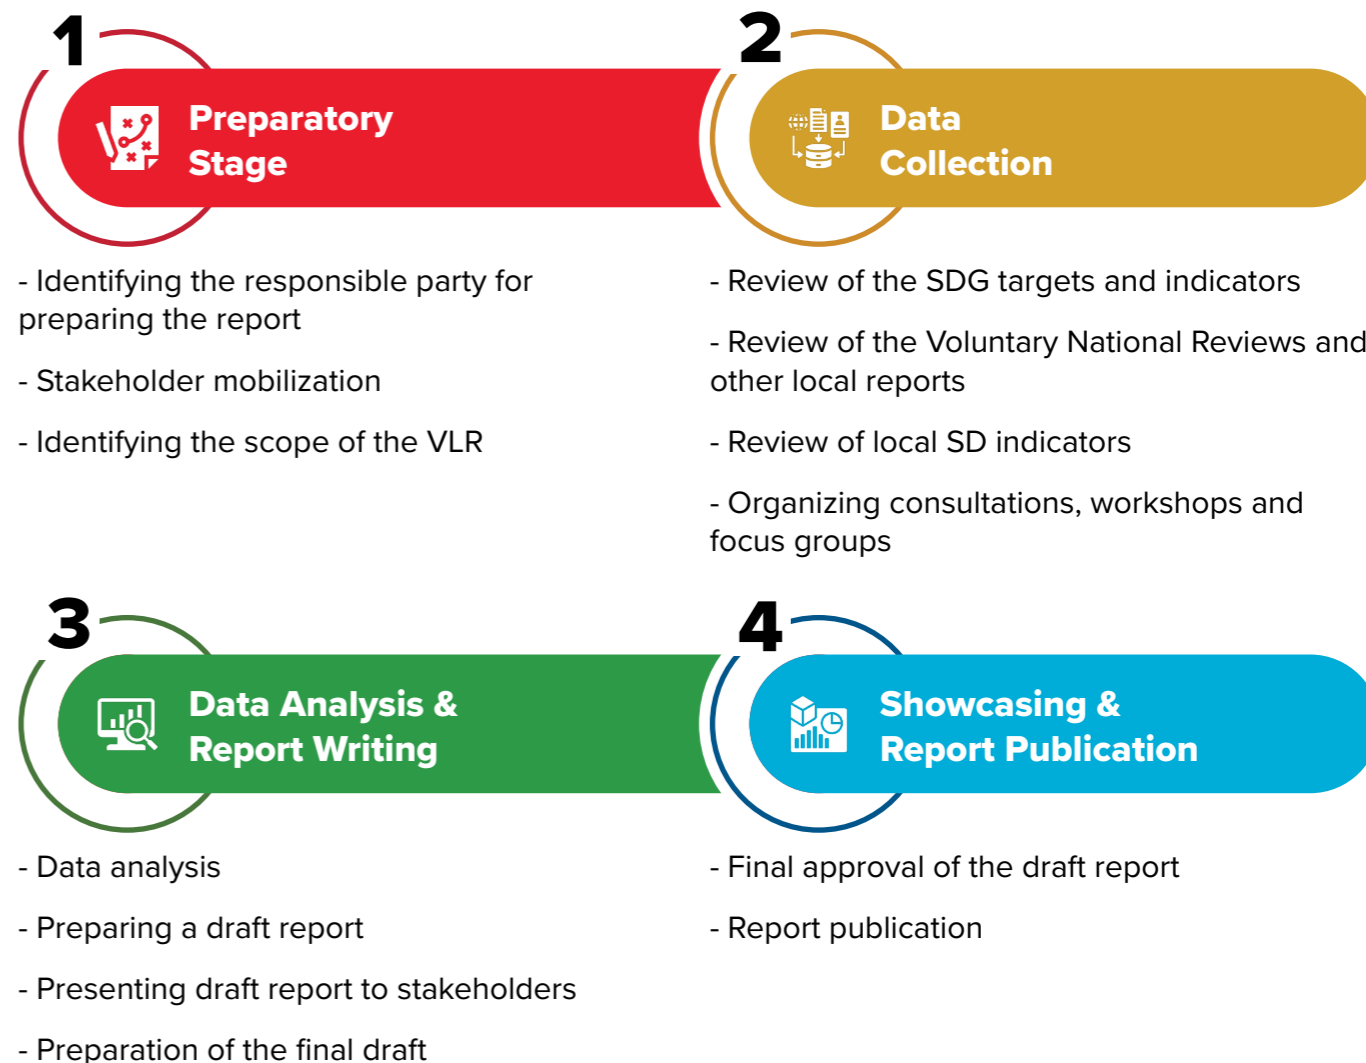 1
Preparatory
Stage
- Identifying the responsible party for
preparing the report
- Stakeholder mobilization
- Identifying the scope of the VLR
2
Data
Collection
- Review of the SDG targets and indicators
- Review of the Voluntary National Reviews and
other local reports
- Review of local SD indicators
- Organizing consultations, workshops and
focus groups
3
Data Analysis &
Report Writing
- Data analysis
- Preparing a draft report
- Presenting draft report to stakeholders
- Preparation of the final draft
4
Showcasing &
Report Publication
- Final approval of the draft report
- Report publication